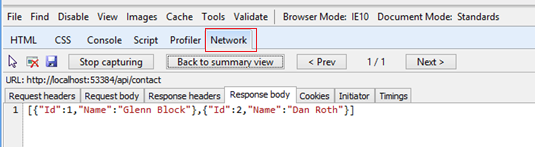 File Find Disable View Images Cache Tools Validate Browser Mode: IE10 Document Mode: Standards
HTML CSS Console Script Profiler Network
Stop capturing Back to summary view < Prev 1 / 1 Next >
URL: http://localhost:53384/api/contact
Request headers Request body Response headers Response body Cookies Initiator Timings
1 [{"Id":1,"Name":"Glenn Block"},{"Id":2,"Name":"Dan Roth"}]